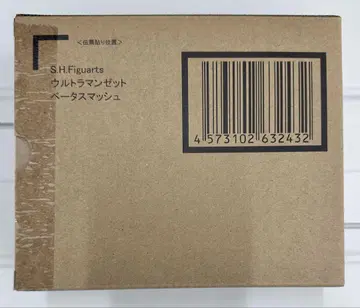 <伝票貼り位置>
S.H.Figuarts
ウルトラマンゼット
ベータスマッシュ
4 573102 632432